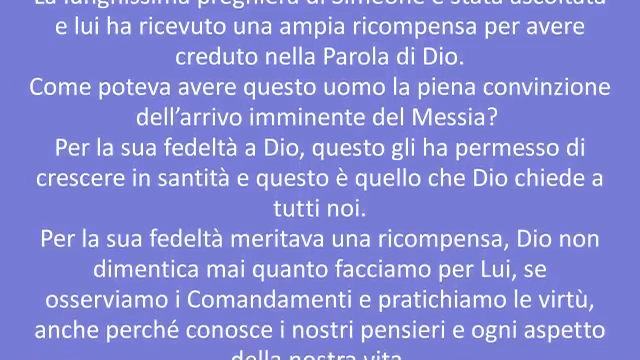 La lunghissima preghiera di Simeone è stata ascoltata
e lui ha ricevuto una ampia ricompensa per avere
creduto nella Parola di Dio.
Come poteva avere questo uomo la piena convinzione
dell’arrivo imminente del Messia?
Per la sua fedeltà a Dio, questo gli ha permesso di
crescere in santità e questo è quello che Dio chiede a
tutti noi.
Per la sua fedeltà meritava una ricompensa, Dio non
dimentica mai quanto facciamo per Lui, se
osserviamo i Comandamenti e pratichiamo le virtù,
anche perché conosce i nostri pensieri e ogni aspetto
della nostra vita.